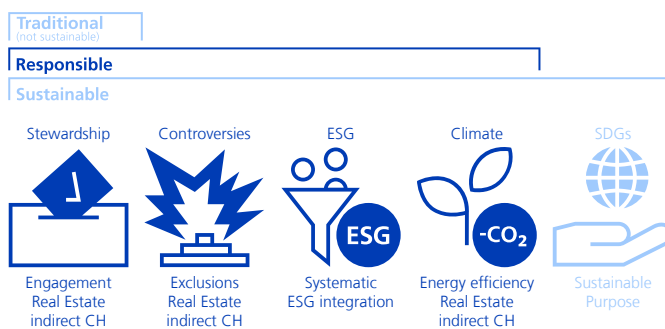 Traditional
(not sustainable)
Responsible
Sustainable
Stewardship
Controversies
ESG
Climate
SDGs
ESG
-CO₂
Engagement
Real Estate
indirect CH
Exclusions
Real Estate
indirect CH
Systematic
ESG integration
Energy efficiency
Real Estate
indirect CH
Sustainable
Purpose